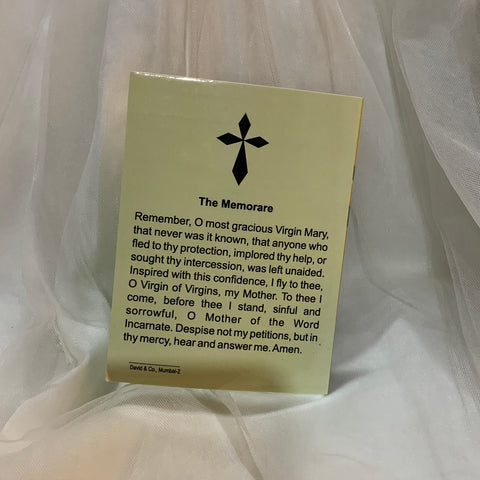 The Memorare
Remember, O most gracious Virgin Mary,
that never was it known, that anyone who
fled to thy protection, implored thy help, or
sought thy intercession, was left unaided.
Inspired with this confidence, I fly to thee,
O Virgin of Virgins, my Mother. To thee I
come, before thee I stand, sinful and
sorrowful, O Mother of the Word
Incarnate. Despise not my petitions, but in
thy mercy, hear and answer me. Amen.
David & Co., Mumbai-2